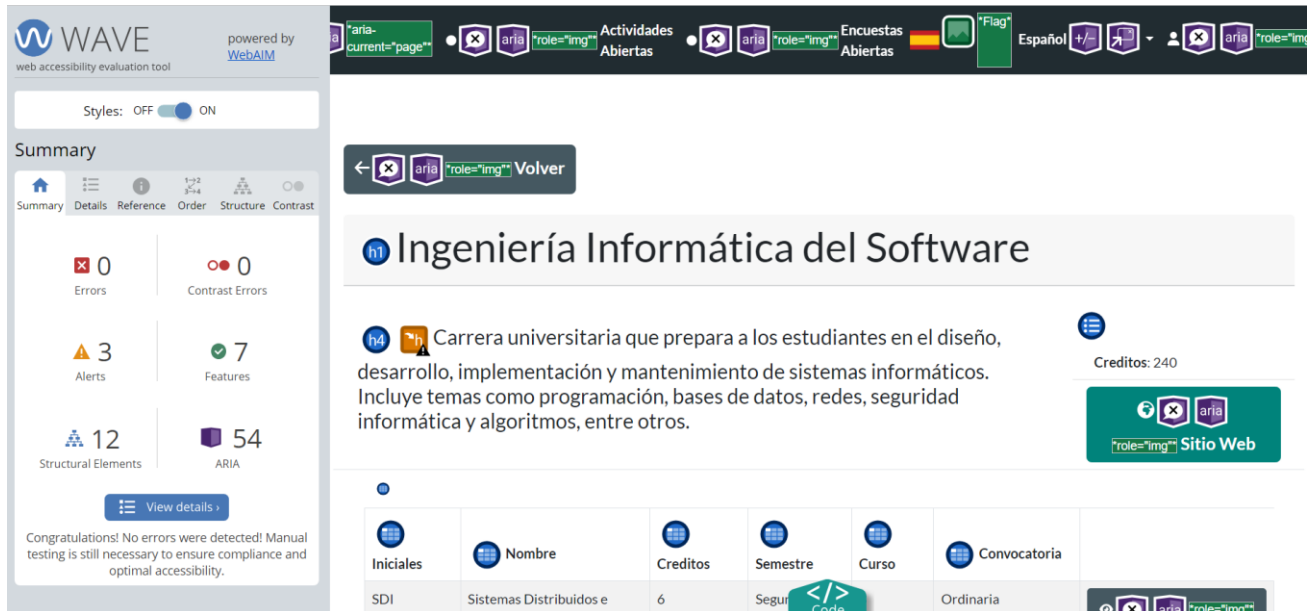 WAVE
powered by
WebAIM
web accessibility evaluation tool
Styles: OFF ON
Summary
Summary Details Reference Order Structure Contrast
0
Errors
0
Contrast Errors
3
Alerts
7
Features
12
Structural Elements
54
ARIA
View details ›
Congratulations! No errors were detected! Manual
testing is still necessary to ensure compliance and
optimal accessibility.
*aria-
current="page"*
aria *role="img"* Actividades
Abiertas
aria *role="img"* Encuestas
Abiertas
*Flag*
Español
+/-
aria *role="img
aria *role="img"* Volver
h1 Ingeniería Informática del Software
h4 h Carrera universitaria que prepara a los estudiantes en el diseño,
desarrollo, implementación y mantenimiento de sistemas informáticos.
Incluye temas como programación, bases de datos, redes, seguridad
informática y algoritmos, entre otros.
Creditos: 240
aria
*role="img"* Sitio Web
Iniciales Nombre Creditos Semestre Curso Convocatoria
SDI Sistemas Distribuidos e 6 Segun Ordinaria
</>
Code
aria *role="img"*